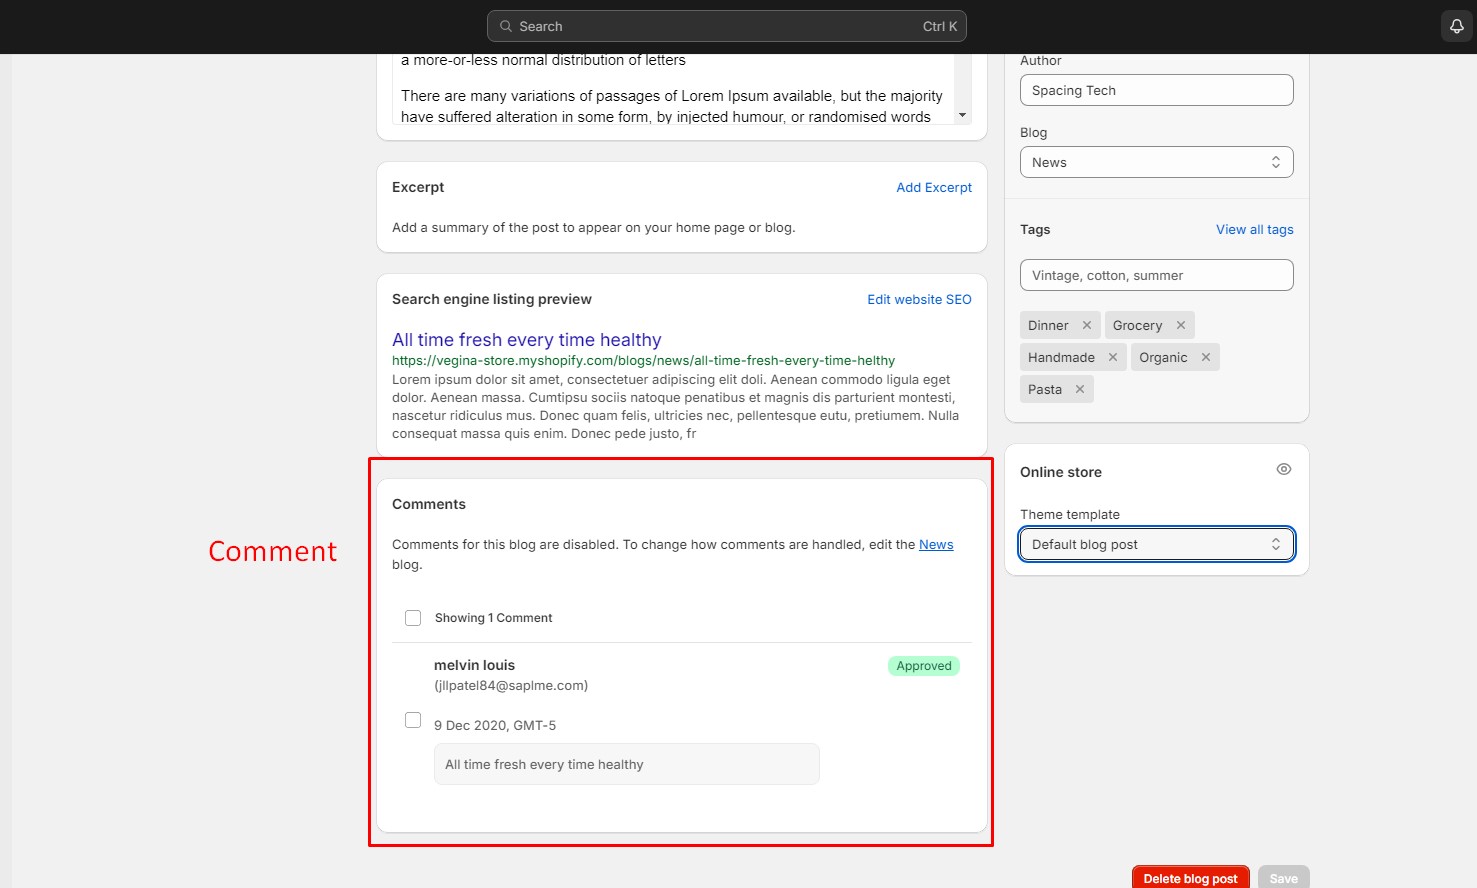 Search
Ctrl K
a more-or-less normal distribution of letters
There are many variations of passages of Lorem Ipsum available, but the majority
have suffered alteration in some form, by injected humour, or randomised words
Excerpt
Add Excerpt
Add a summary of the post to appear on your home page or blog.
Search engine listing preview
Edit website SEO
All time fresh every time healthy
https://vegina-store.myshopify.com/blogs/news/all-time-fresh-every-time-helthy
Lorem ipsum dolor sit amet, consectetuer adipiscing elit doli. Aenean commodo ligula eget
dolor. Aenean massa. Cumtipsu sociis natoque penatibus et magnis dis parturient montesti,
nascetur ridiculus mus. Donec quam felis, ultricies nec, pellentesque eutu, pretiumem. Nulla
consequat massa quis enim. Donec pede justo, fr
Comment
Comments
Comments for this blog are disabled. To change how comments are handled, edit the News
blog.
Showing 1 Comment
melvin louis
Approved
(jllpatel84@saplme.com)
9 Dec 2020, GMT-5
All time fresh every time healthy
Author
Spacing Tech
Blog
News
Tags
View all tags
Vintage, cotton, summer
Dinner
Grocery
Handmade
Organic
Pasta
Online store
Theme template
Default blog post
Delete blog post
Save